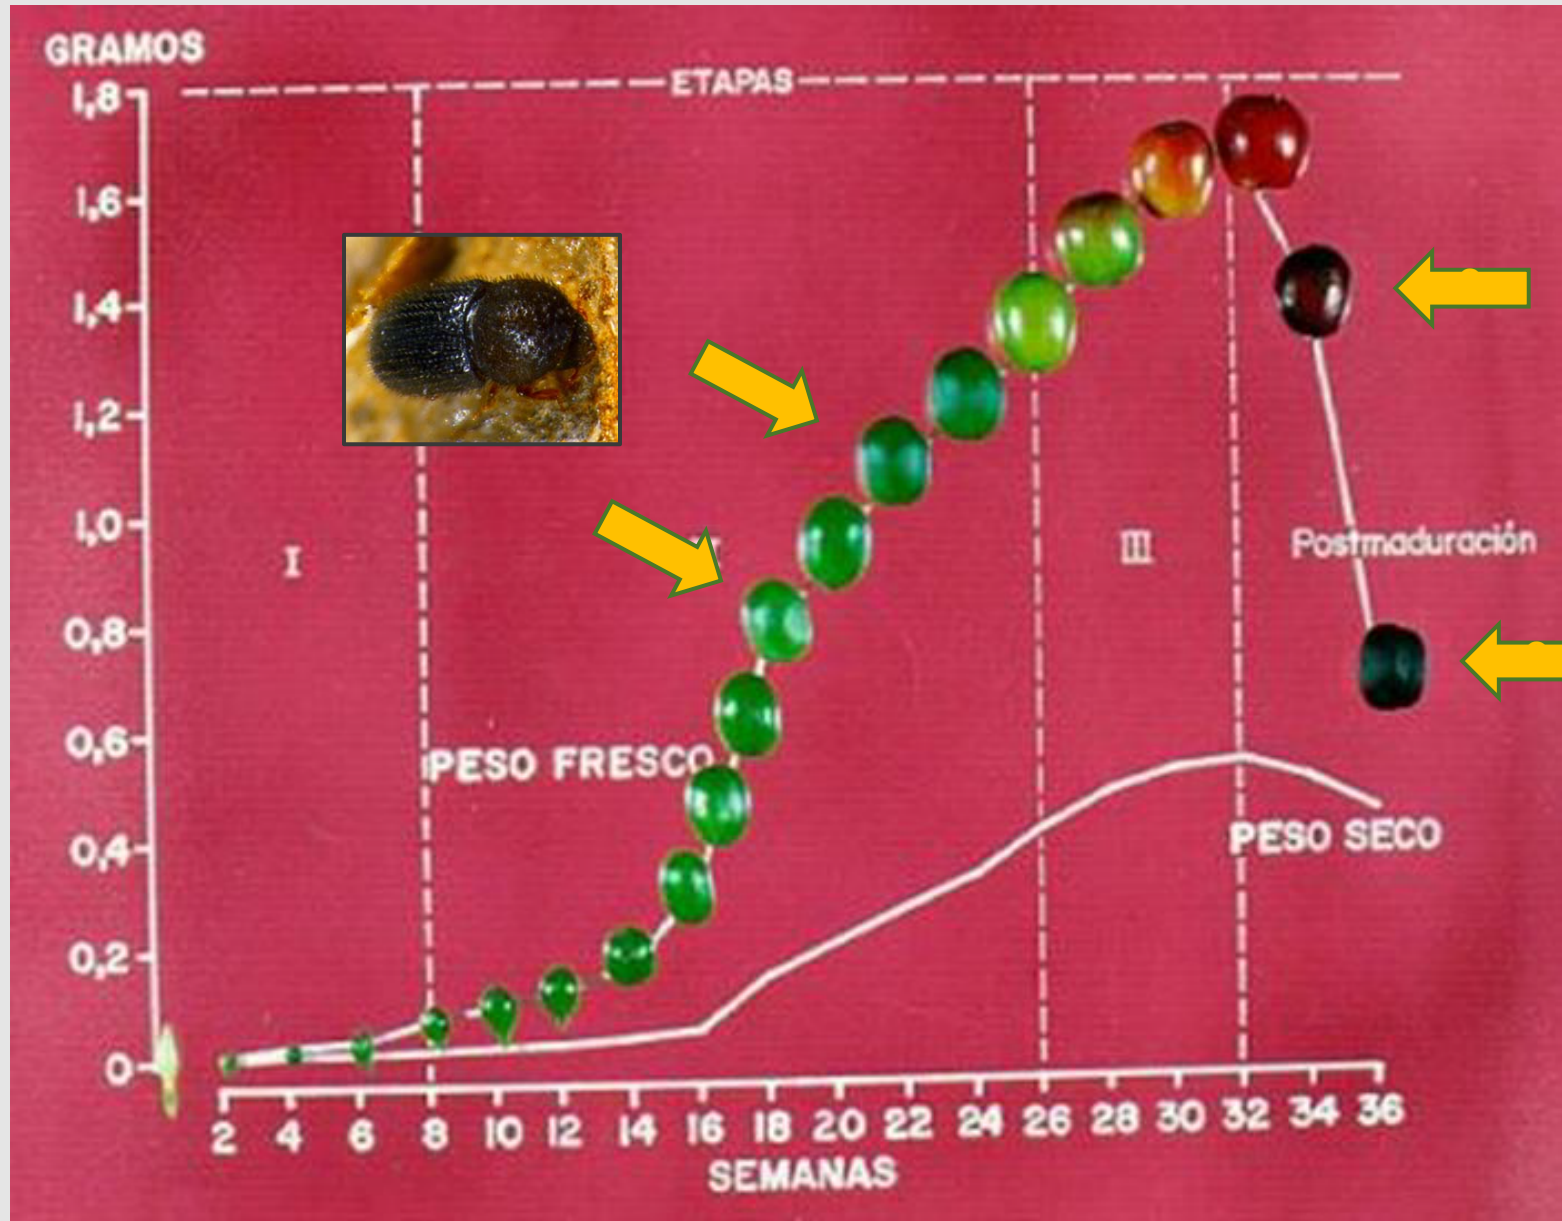 GRAMOS
ETAPAS
1,8
1,6
1,4
1,2
1,0
0,8
0,6
0,4
0,2
0
I
III
Postmaduración
PESO FRESCO
PESO SECO
2 4 6 8 10 12 14 16 18 20 22 24 26 28 30 32 34 36
SEMANAS